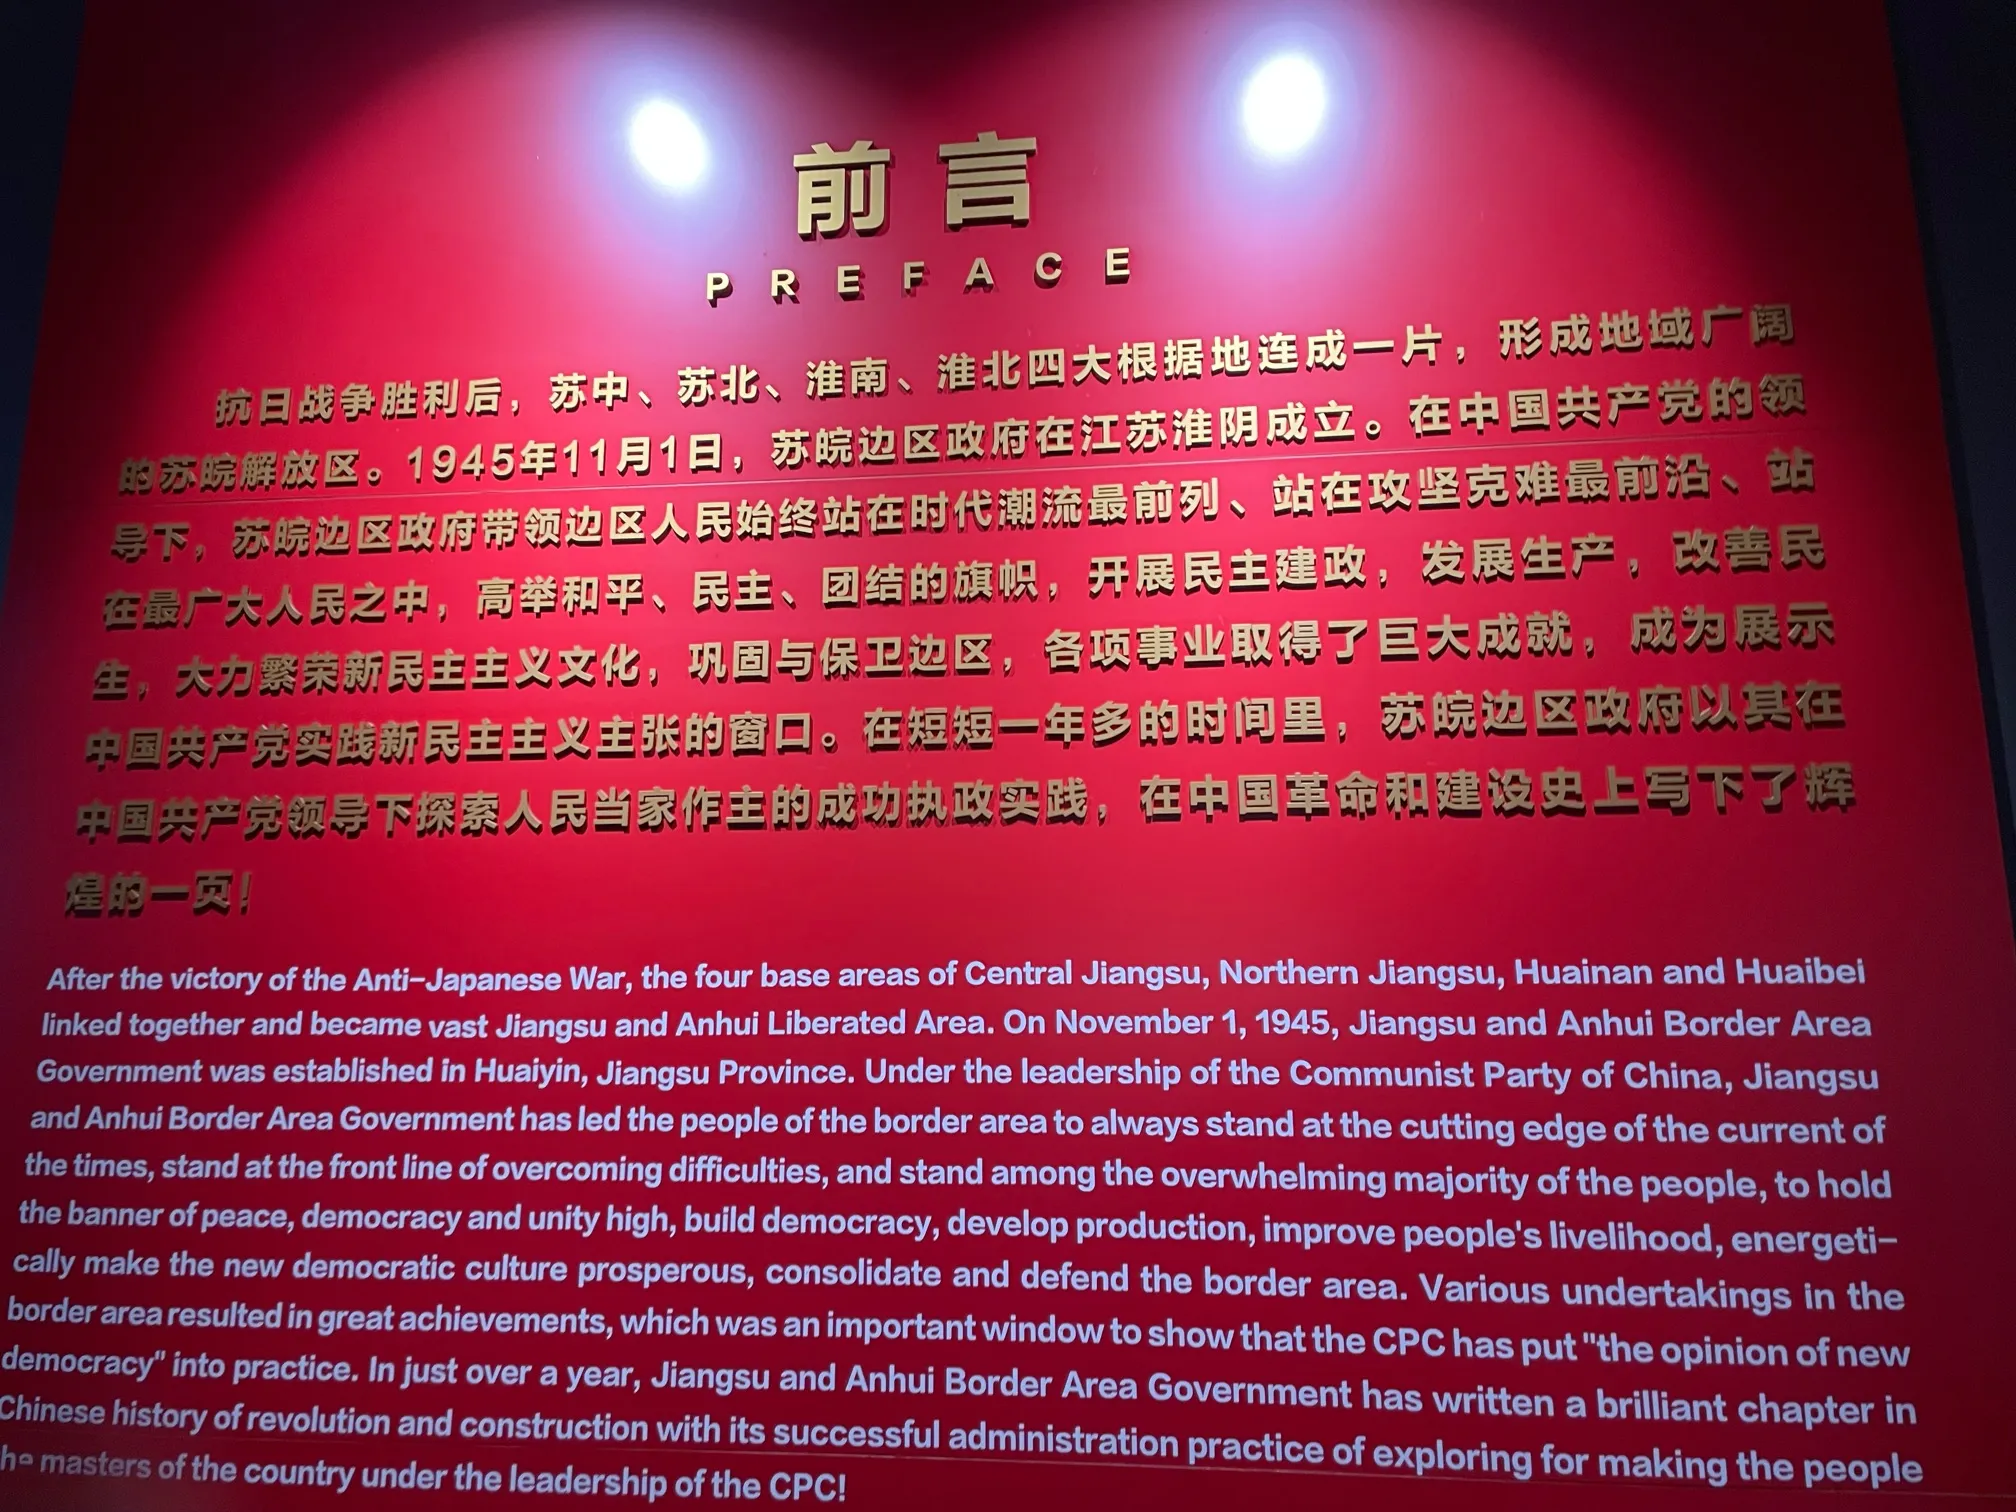 前言
PREFACE
抗日战争胜利后，苏中、苏北、淮南、淮北四大根据地连成一片，形成地域广阔
的苏皖解放区。1945年11月1日，苏皖边区政府在江苏淮阴成立。在中国共产党的领
导下，苏皖边区政府带领边区人民始终站在时代潮流最前列、站在攻坚克难最前沿、站
在最广大人民之中，高举和平、民主、团结的旗帜，开展民主建政，发展生产，改善民
生，大力繁荣新民主主义文化，巩固与保卫边区，各项事业取得了巨大成就，成为展示
中国共产党实践新民主主义主张的窗口。在短短一年多的时间里，苏皖边区政府以其在
中国共产党领导下探索人民当家作主的成功执政实践，在中国革命和建设史上写下了辉
煌的一页！
After the victory of the Anti-Japanese War, the four base areas of Central Jiangsu, Northern Jiangsu, Huainan and Huaibei
linked together and became vast Jiangsu and Anhui Liberated Area. On November 1, 1945, Jiangsu and Anhui Border Area
Government was established in Huaiyin, Jiangsu Province. Under the leadership of the Communist Party of China, Jiangsu
and Anhui Border Area Government has led the people of the border area to always stand at the cutting edge of the current of
the times, stand at the front line of overcoming difficulties, and stand among the overwhelming majority of the people, to hold
the banner of peace, democracy and unity high, build democracy, develop production, improve people's livelihood, energeti-
cally make the new democratic culture prosperous, consolidate and defend the border area. Various undertakings in the
border area resulted in great achievements, which was an important window to show that the CPC has put "the opinion of new
democracy" into practice. In just over a year, Jiangsu and Anhui Border Area Government has written a brilliant chapter in
Chinese history of revolution and construction with its successful administration practice of exploring for making the people
he masters of the country under the leadership of the CPC!